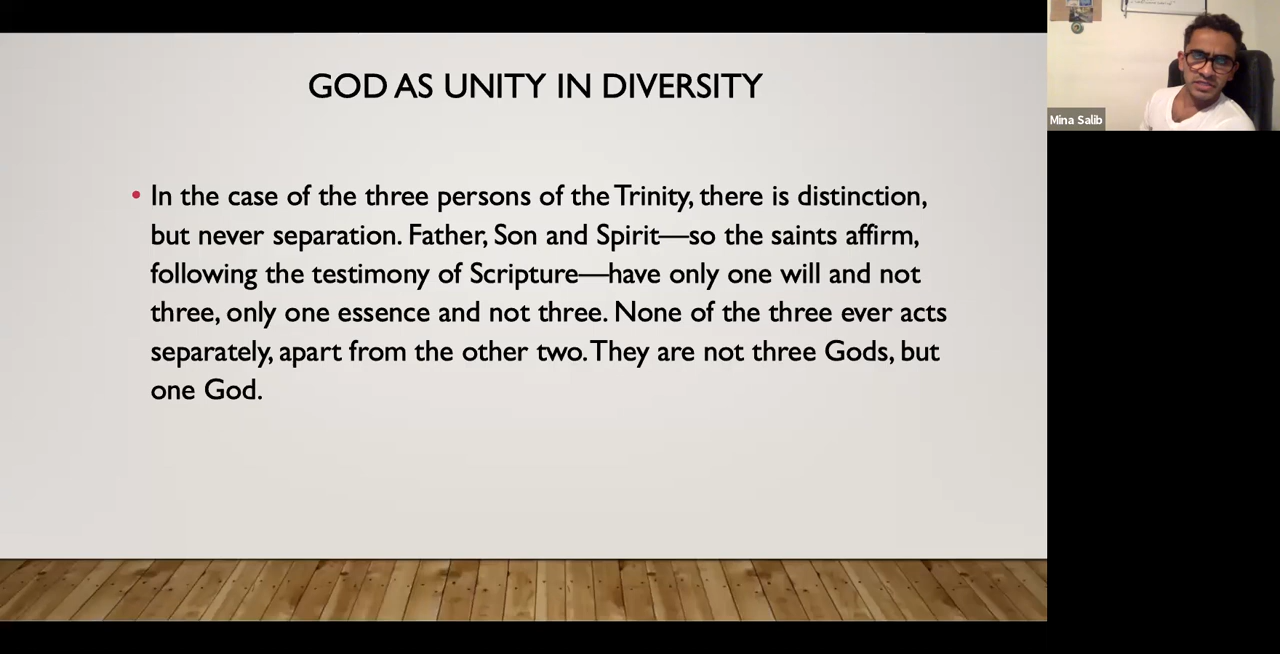 GOD AS UNITY IN DIVERSITY
• In the case of the three persons of the Trinity, there is distinction,
but never separation. Father, Son and Spirit—so the saints affirm,
following the testimony of Scripture—have only one will and not
three, only one essence and not three. None of the three ever acts
separately, apart from the other two. They are not three Gods, but
one God.
Mina Salib